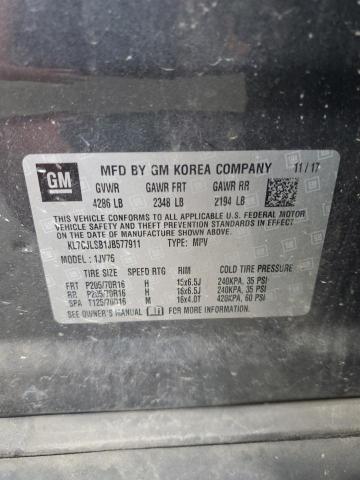 GM
MFD BY GM KOREA COMPANY 11/17
GVWR GAWR FRT GAWR RR
4286 LB 2348 LB 2194 LB
THIS VEHICLE CONFORMS TO ALL APPLICABLE U.S. FEDERAL MOTOR
VEHICLE SAFETY, BUMPER, AND THEFT PREVENTION STANDARDS
IN EFFECT ON THE DATE OF MANUFACTURE SHOWN ABOVE.
KL7CJLSB1JB577911 TYPE: MPV
MODEL: 1JV76
TIRE SIZE SPEED RTG RIM COLD TIRE PRESSURE
FRT P205/70R16 H 16x6.5J 240KPA, 35 PSI
RR P205/70R16 H 16x6.5J 240KPA, 35 PSI
SPA T125/70D16 M 16x4.0T 420KPA, 60 PSI
SEE OWNER'S MANUAL FOR MORE INFORMATION.